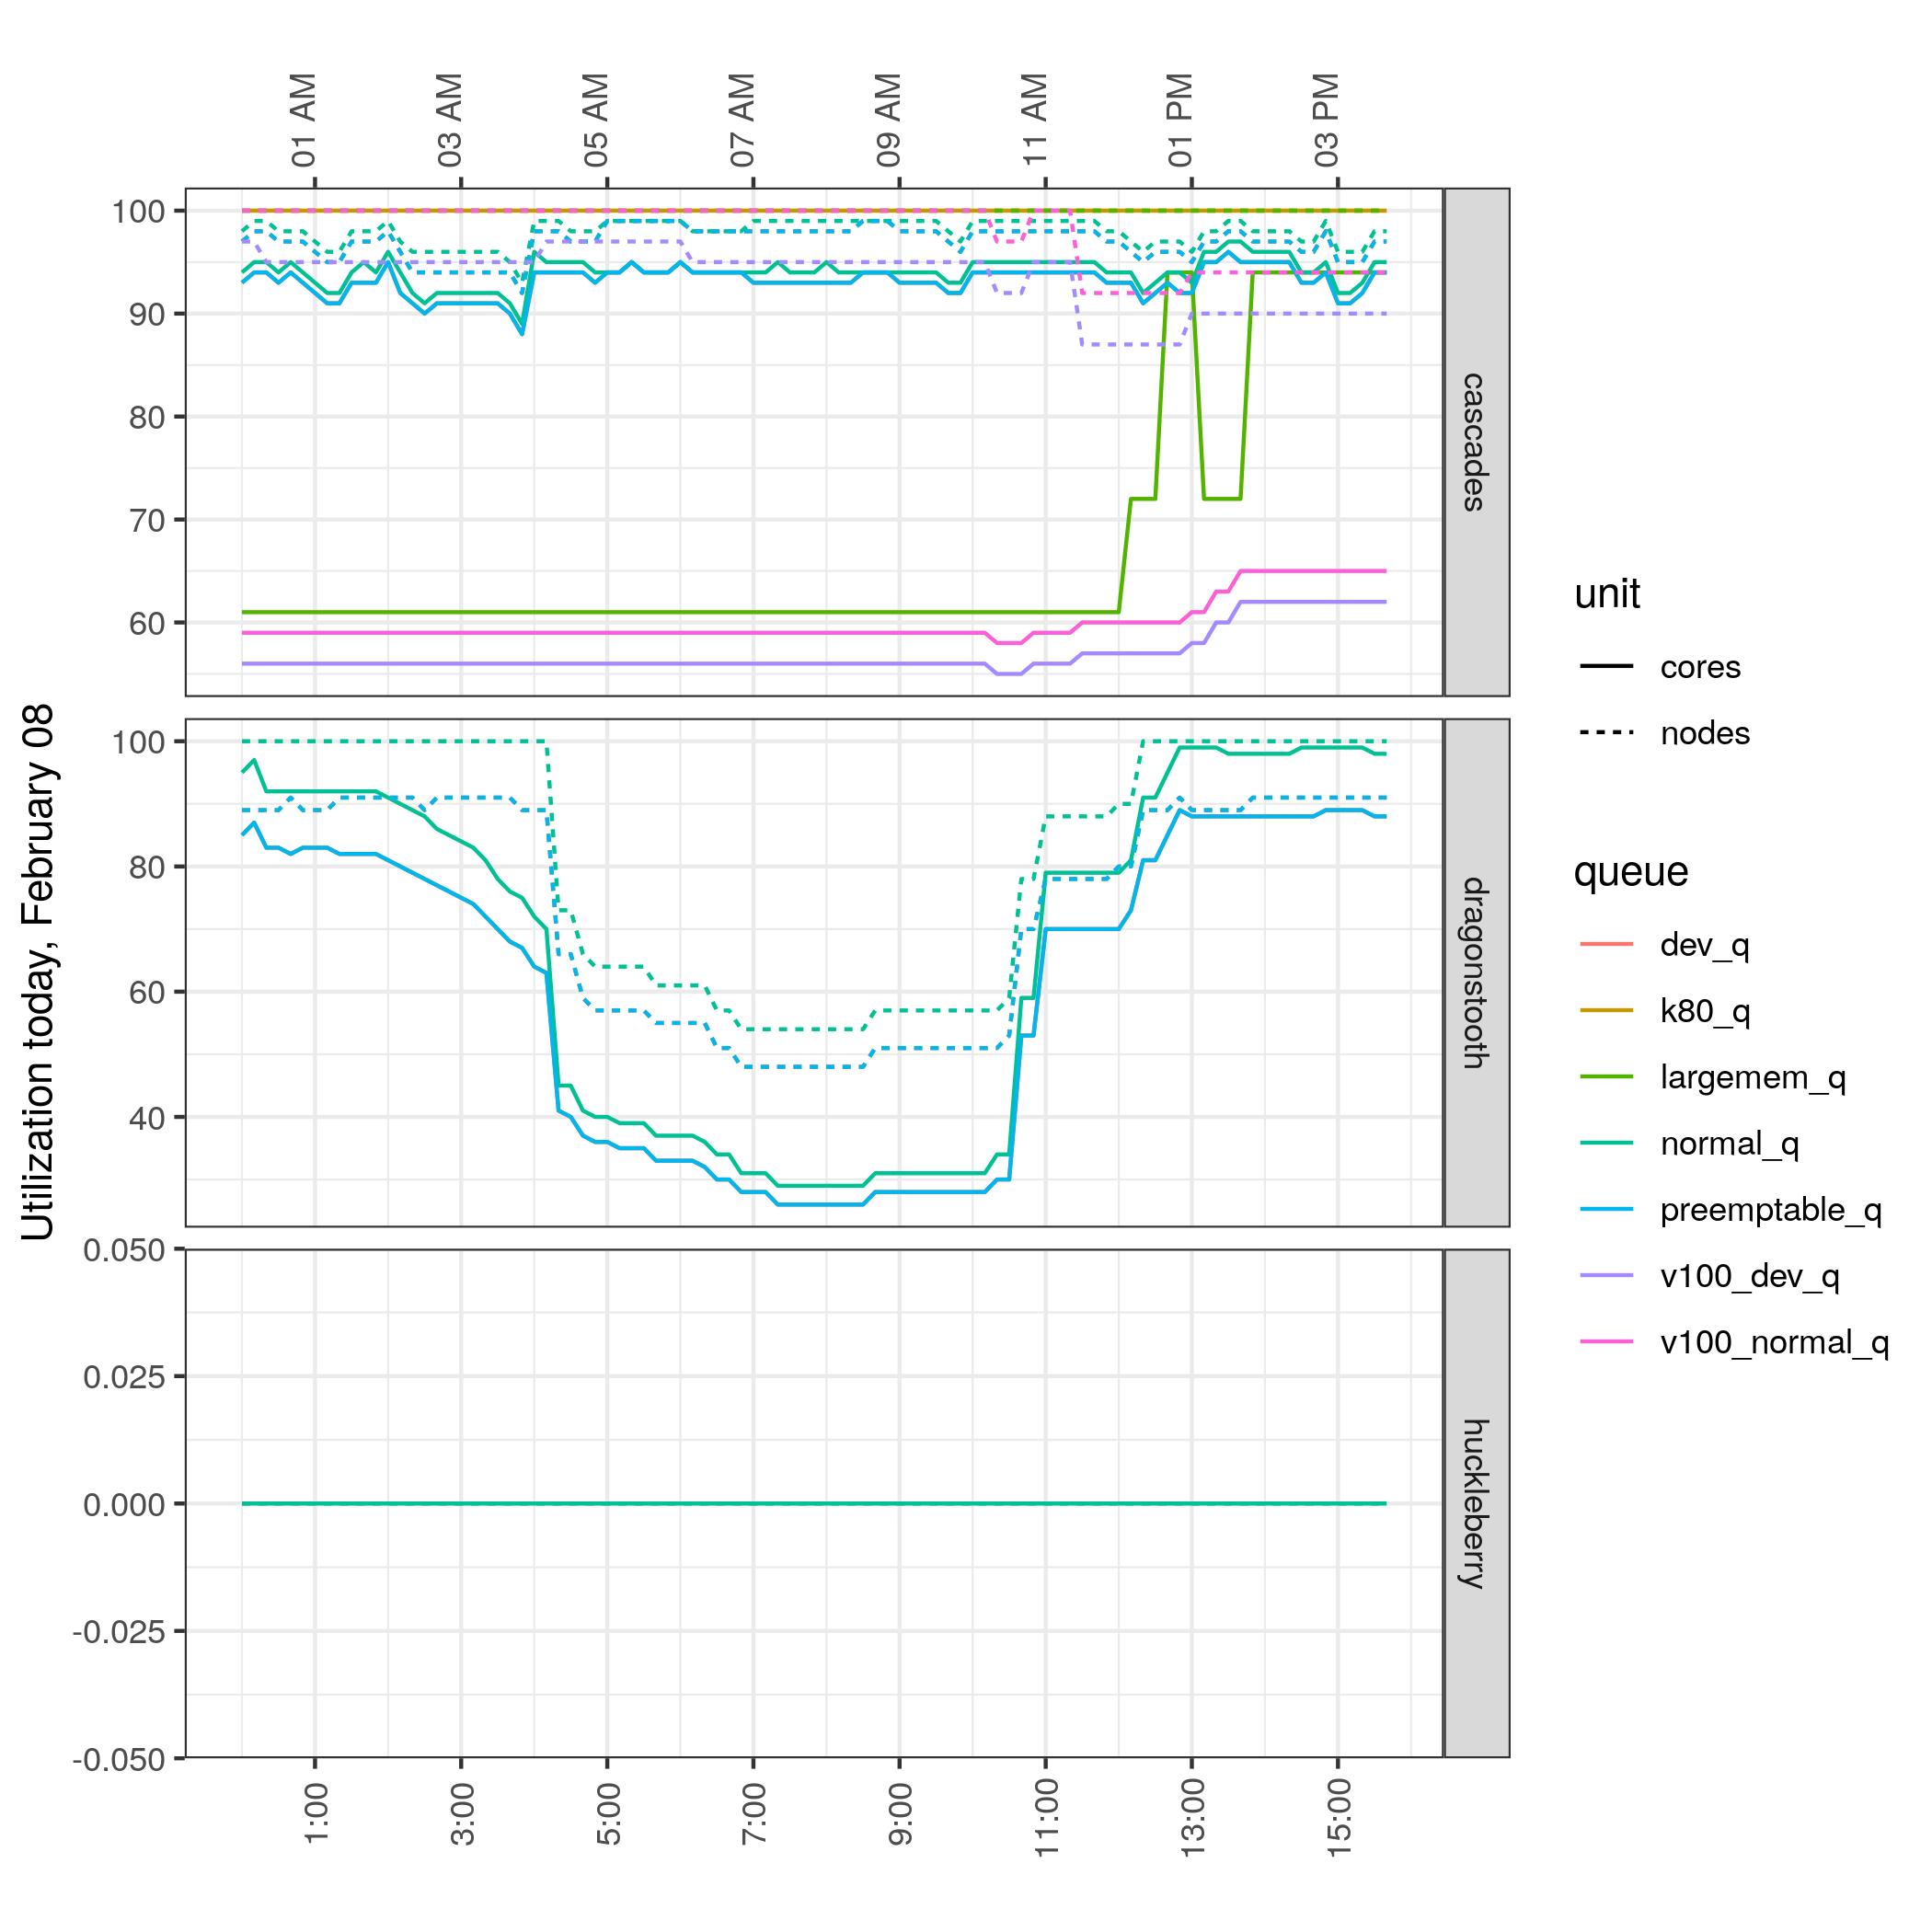 01 AM
03 AM
05 AM
07 AM
09 AM
11 AM
01 PM
03 PM
Utilization today, February 08
100
90
80
70
60
cascades
100
80
60
40
dragonstooth
0.050
0.025
0.000
-0.025
-0.050
huckleberry
1:00
3:00
5:00
7:00
9:00
11:00
13:00
15:00
unit
cores
nodes
queue
dev_q
k80_q
largemem_q
normal_q
preemptable_q
v100_dev_q
v100_normal_q